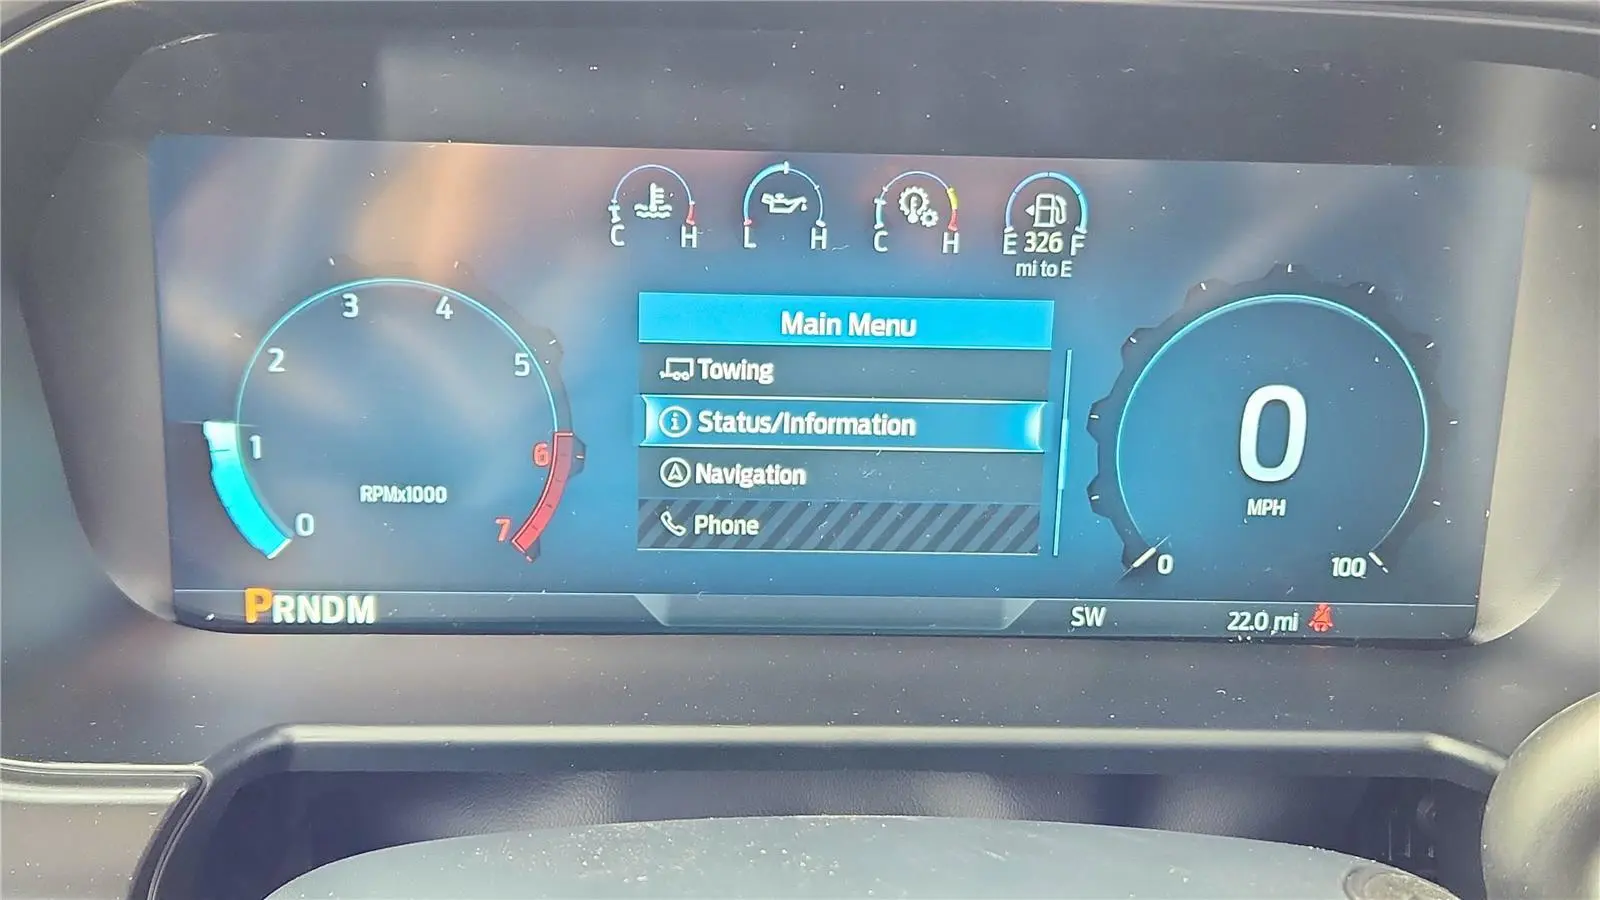 C H
L H
C H
E 326 F
mi to E
Main Menu
Towing
Status/Information
Navigation
Phone
0
1
2
3
4
5
6
7
RPMx1000
0
MPH
0
100
PRNDM
SW
22.0 mi